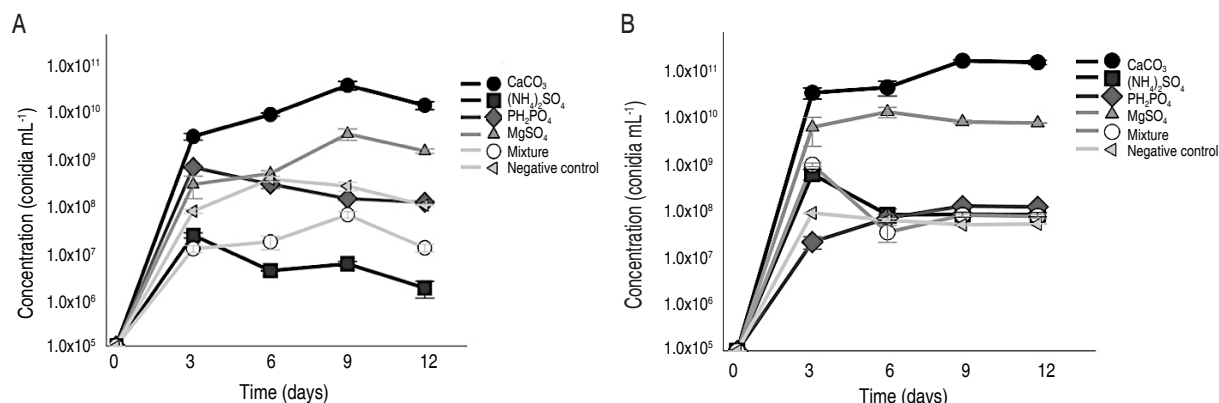 A
Concentration (conidia mL⁻¹)
1.0x10¹¹
1.0x10¹⁰
1.0x10⁹
1.0x10⁸
1.0x10⁷
1.0x10⁶
1.0x10⁵
0 3 6 9 12
Time (days)
CaCO₃
(NH₄)₂SO₄
PH₂PO₄
MgSO₄
Mixture
Negative control
B
Concentration (conidia mL⁻¹)
1.0x10¹¹
1.0x10¹⁰
1.0x10⁹
1.0x10⁸
1.0x10⁷
1.0x10⁶
1.0x10⁵
0 3 6 9 12
Time (days)
CaCO₃
(NH₄)₂SO₄
PH₂PO₄
MgSO₄
Mixture
Negative control